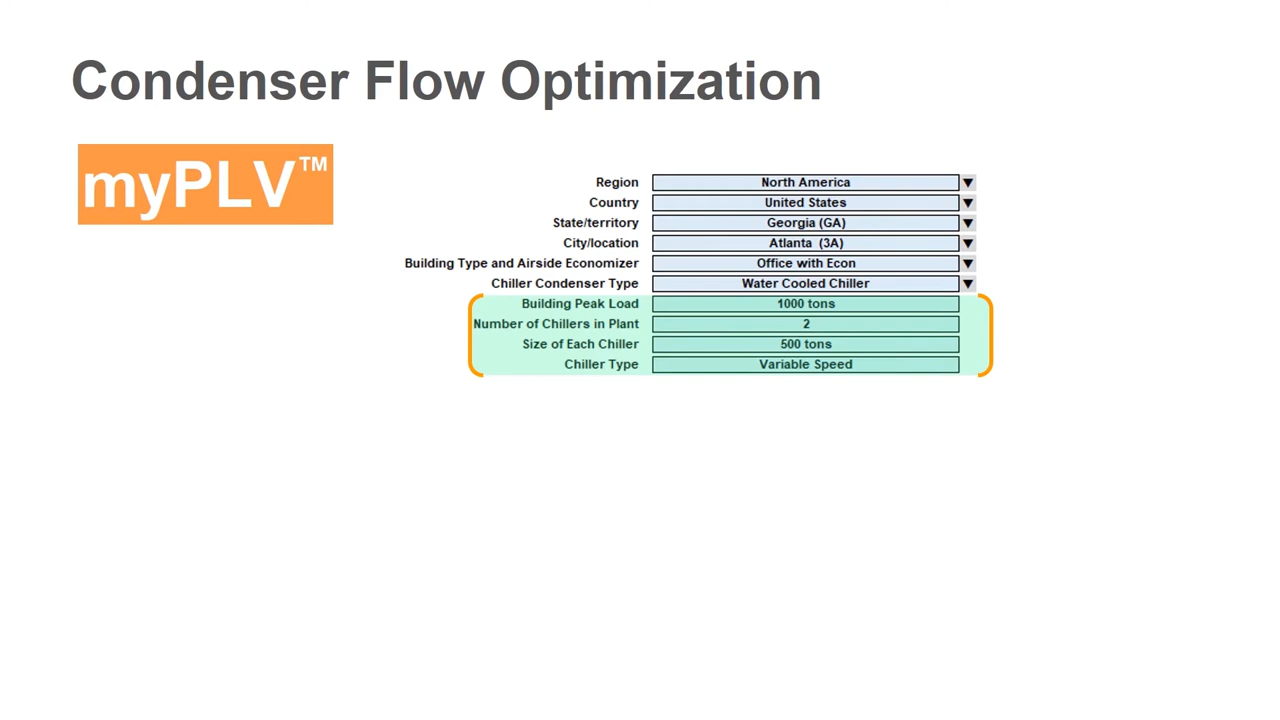 Condenser Flow Optimization
myPLV™
Region North America
Country United States
State/territory Georgia (GA)
City/location Atlanta (3A)
Building Type and Airside Economizer Office with Econ
Chiller Condenser Type Water Cooled Chiller
Building Peak Load 1000 tons
Number of Chillers in Plant 2
Size of Each Chiller 500 tons
Chiller Type Variable Speed